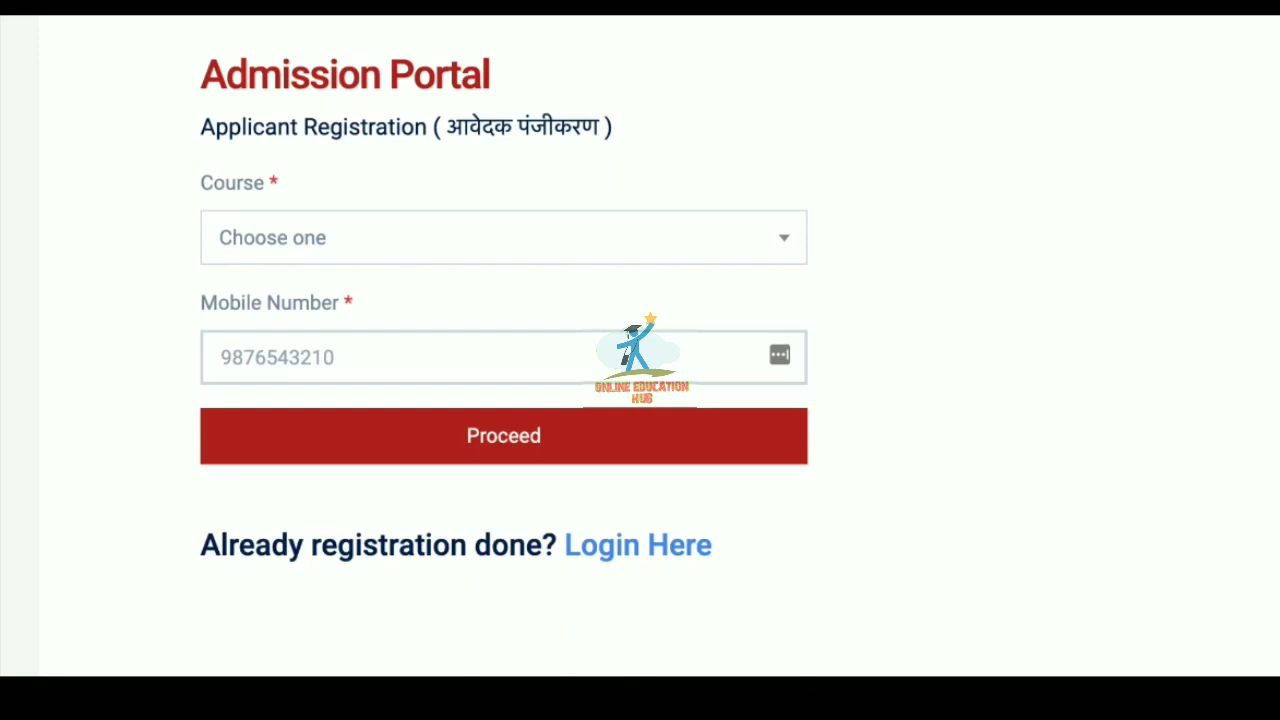 Admission Portal
Applicant Registration ( आवेदक पंजीकरण )
Course *
Choose one
Mobile Number *
9876543210
ONLINE EDUCATION
HUB
Proceed
Already registration done? Login Here